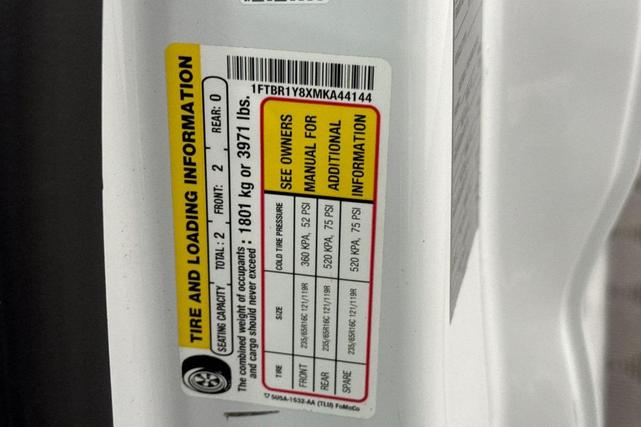 TIRE AND LOADING INFORMATION
SEATING CAPACITY TOTAL: 2 FRONT: 2 REAR: 0
The combined weight of occupants
and cargo should never exceed : 1801 kg or 3971 lbs.
TIRE SIZE COLD TIRE PRESSURE SEE OWNERS
FRONT 235/65R16C 121/119R 360 KPA, 52 PSI MANUAL FOR
REAR 235/65R16C 121/119R 520 KPA, 75 PSI ADDITIONAL
SPARE 235/65R16C 121/119R 520 KPA, 75 PSI INFORMATION
5U5A-1532-AA (TLU) FoMoCo
1FTBR1Y8XMKA44144